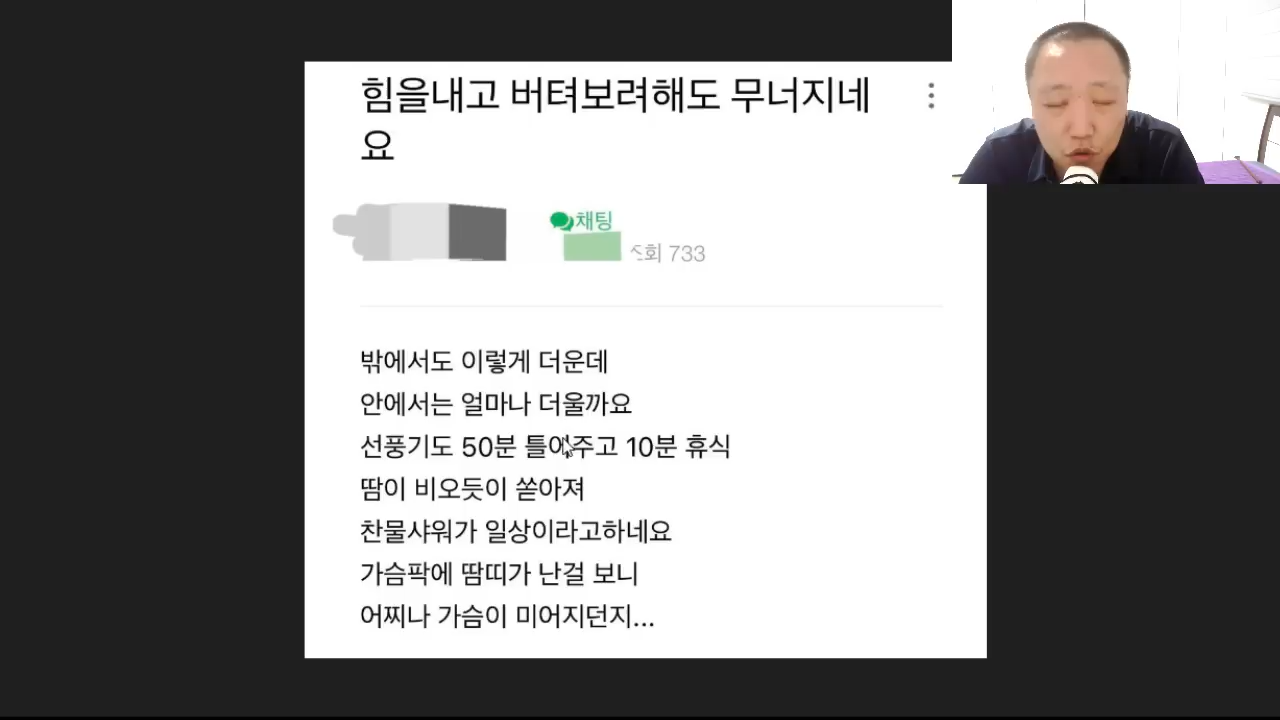 힘을내고 버텨보려해도 무너지네
요
채팅
조회 733
밖에서도 이렇게 더운데
안에서는 얼마나 더울까요
선풍기도 50분 틀어주고 10분 휴식
땀이 비오듯이 쏟아져
찬물샤워가 일상이라고하네요
가슴팍에 땀띠가 난걸 보니
어찌나 가슴이 미어지던지...